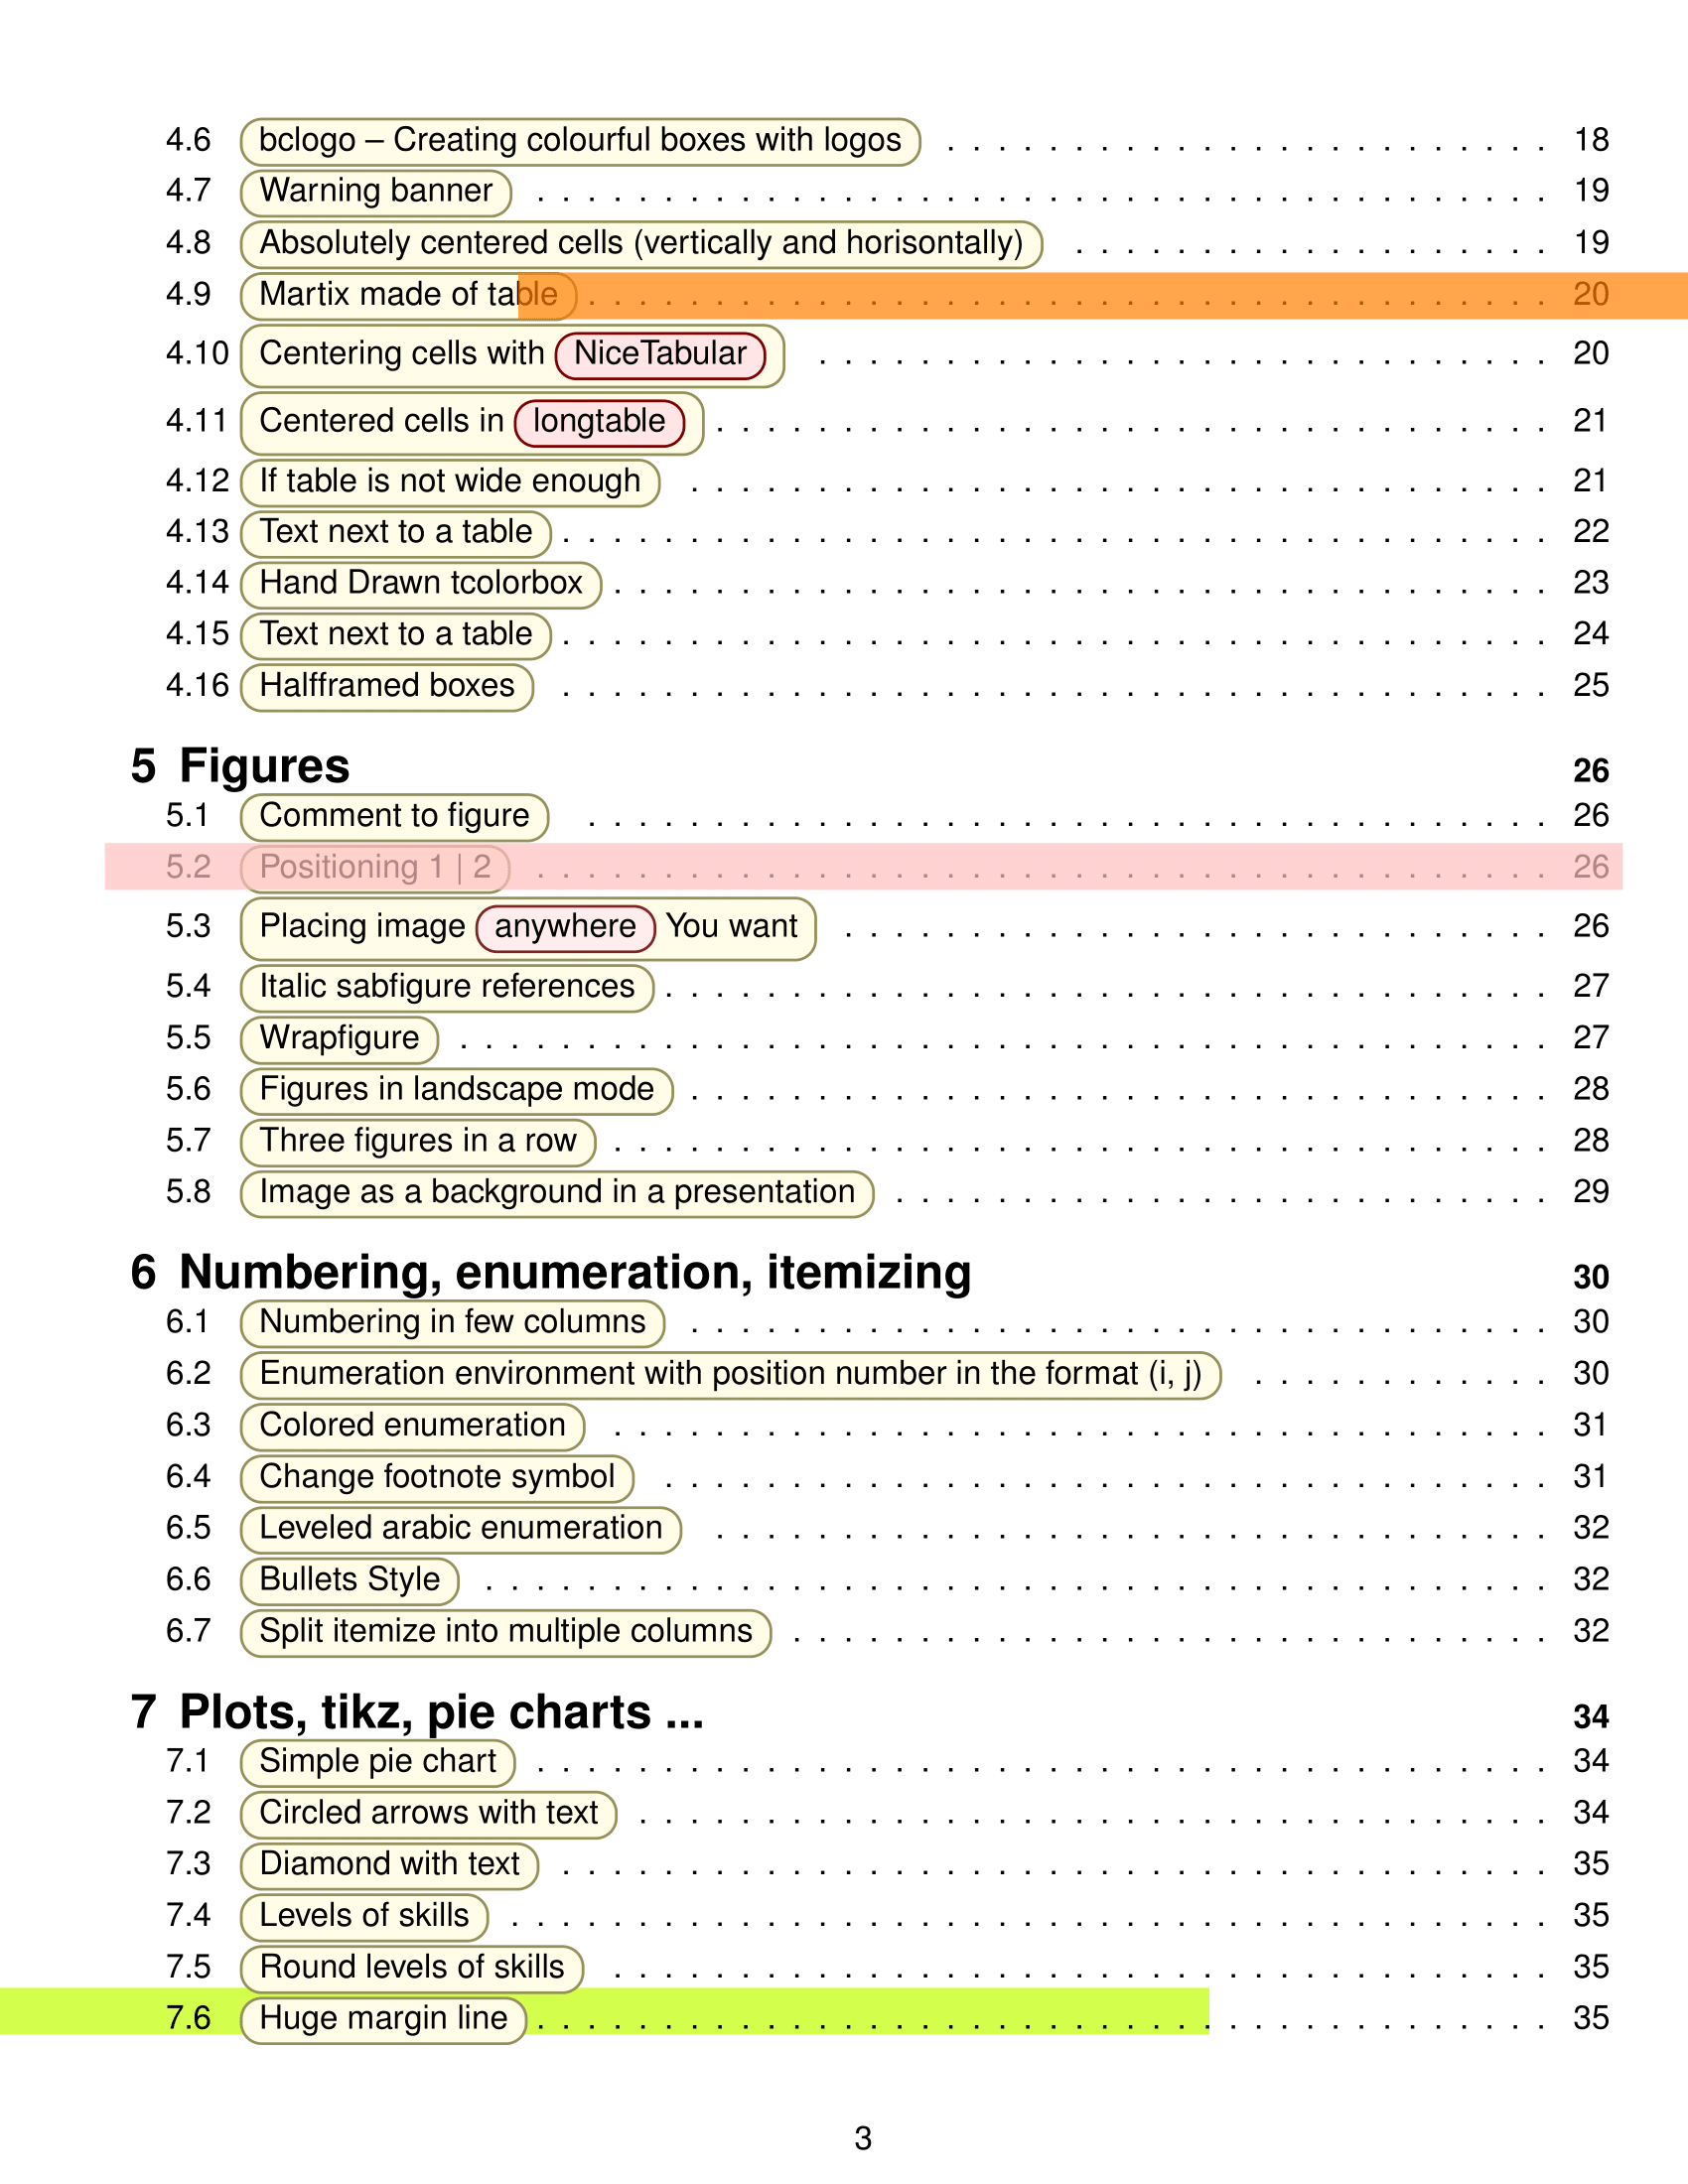 4.6 bclogo – Creating colourful boxes with logos . . . . . . . . . . . . . . . . . . . . . . . . 18
4.7 Warning banner . . . . . . . . . . . . . . . . . . . . . . . . . . . . . . . . . . . . . . . . 19
4.8 Absolutely centered cells (vertically and horisontally) . . . . . . . . . . . . . . . . . . . 19
4.9 Martix made of table . . . . . . . . . . . . . . . . . . . . . . . . . . . . . . . . . . . . . . 20
4.10 Centering cells with NiceTabular . . . . . . . . . . . . . . . . . . . . . . . . . . . . . 20
4.11 Centered cells in longtable . . . . . . . . . . . . . . . . . . . . . . . . . . . . . . . . . 21
4.12 If table is not wide enough . . . . . . . . . . . . . . . . . . . . . . . . . . . . . . . . . . 21
4.13 Text next to a table . . . . . . . . . . . . . . . . . . . . . . . . . . . . . . . . . . . . . . . 22
4.14 Hand Drawn tcolorbox . . . . . . . . . . . . . . . . . . . . . . . . . . . . . . . . . . . . . 23
4.15 Text next to a table . . . . . . . . . . . . . . . . . . . . . . . . . . . . . . . . . . . . . . . 24
4.16 Halfframed boxes . . . . . . . . . . . . . . . . . . . . . . . . . . . . . . . . . . . . . . . 25
5 Figures 26
5.1 Comment to figure . . . . . . . . . . . . . . . . . . . . . . . . . . . . . . . . . . . . . . 26
5.2 Positioning 1 | 2 . . . . . . . . . . . . . . . . . . . . . . . . . . . . . . . . . . . . . . . . 26
5.3 Placing image anywhere You want . . . . . . . . . . . . . . . . . . . . . . . . . . . . 26
5.4 Italic sabfigure references . . . . . . . . . . . . . . . . . . . . . . . . . . . . . . . . . . . 27
5.5 Wrapfigure . . . . . . . . . . . . . . . . . . . . . . . . . . . . . . . . . . . . . . . . . . . 27
5.6 Figures in landscape mode . . . . . . . . . . . . . . . . . . . . . . . . . . . . . . . . . . 28
5.7 Three figures in a row . . . . . . . . . . . . . . . . . . . . . . . . . . . . . . . . . . . . . 28
5.8 Image as a background in a presentation . . . . . . . . . . . . . . . . . . . . . . . . . . 29
6 Numbering, enumeration, itemizing 30
6.1 Numbering in few columns . . . . . . . . . . . . . . . . . . . . . . . . . . . . . . . . . . 30
6.2 Enumeration environment with position number in the format (i, j) . . . . . . . . . . . . 30
6.3 Colored enumeration . . . . . . . . . . . . . . . . . . . . . . . . . . . . . . . . . . . . . 31
6.4 Change footnote symbol . . . . . . . . . . . . . . . . . . . . . . . . . . . . . . . . . . . 31
6.5 Leveled arabic enumeration . . . . . . . . . . . . . . . . . . . . . . . . . . . . . . . . . 32
6.6 Bullets Style . . . . . . . . . . . . . . . . . . . . . . . . . . . . . . . . . . . . . . . . . . 32
6.7 Split itemize into multiple columns . . . . . . . . . . . . . . . . . . . . . . . . . . . . . . 32
7 Plots, tikz, pie charts ... 34
7.1 Simple pie chart . . . . . . . . . . . . . . . . . . . . . . . . . . . . . . . . . . . . . . . . 34
7.2 Circled arrows with text . . . . . . . . . . . . . . . . . . . . . . . . . . . . . . . . . . . . 34
7.3 Diamond with text . . . . . . . . . . . . . . . . . . . . . . . . . . . . . . . . . . . . . . . 35
7.4 Levels of skills . . . . . . . . . . . . . . . . . . . . . . . . . . . . . . . . . . . . . . . . . 35
7.5 Round levels of skills . . . . . . . . . . . . . . . . . . . . . . . . . . . . . . . . . . . . . 35
7.6 Huge margin line . . . . . . . . . . . . . . . . . . . . . . . . . . . . . . . . . . . . . . . . 35
3